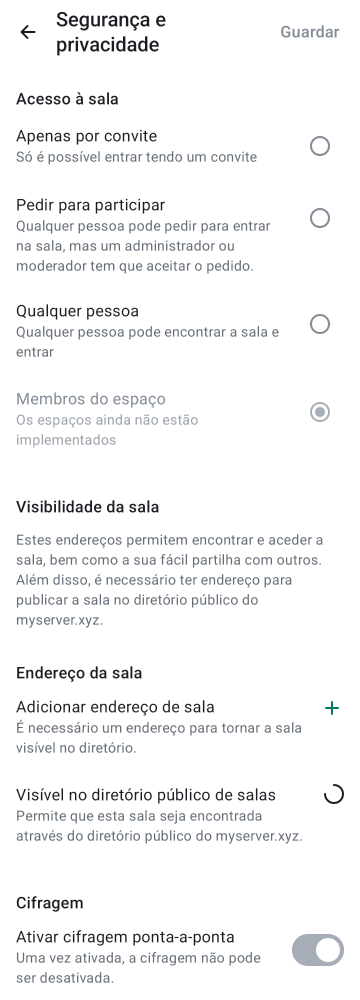 Segurança e
privacidade
Guardar
Acesso à sala
Apenas por convite
Só é possível entrar tendo um convite
Pedir para participar
Qualquer pessoa pode pedir para entrar
na sala, mas um administrador ou
moderador tem que aceitar o pedido.
Qualquer pessoa
Qualquer pessoa pode encontrar a sala e
entrar
Membros do espaço
Os espaços ainda não estão
implementados
Visibilidade da sala
Estes endereços permitem encontrar e aceder a
sala, bem como a sua fácil partilha com outros.
Além disso, é necessário ter endereço para
publicar a sala no diretório público do
myserver.xyz.
Endereço da sala
Adicionar endereço de sala
É necessário um endereço para tornar a sala
visível no diretório.
Visível no diretório público de salas
Permite que esta sala seja encontrada
através do diretório público do myserver.xyz.
Cifragem
Ativar cifragem ponta-a-ponta
Uma vez ativada, a cifragem não pode
ser desativada.